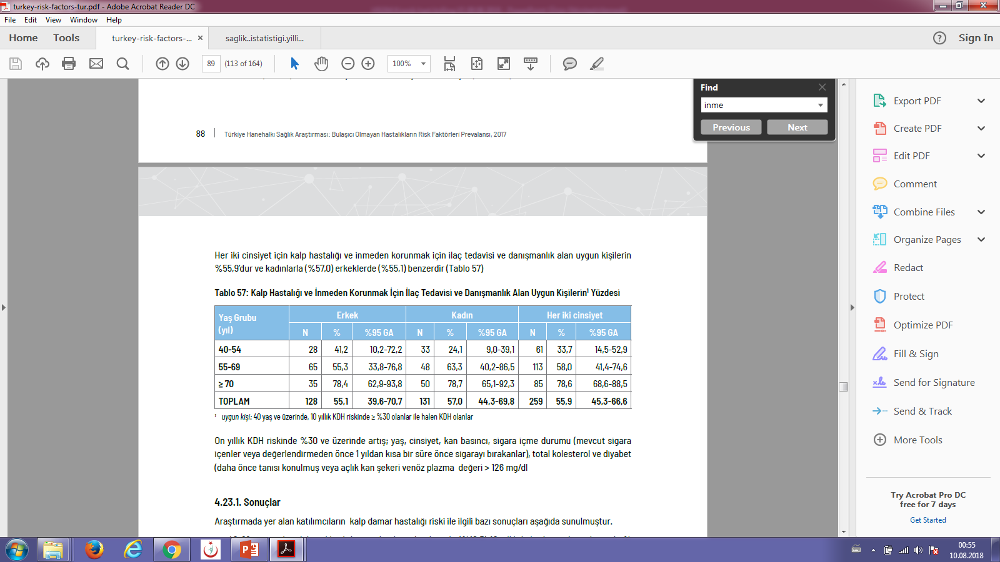 turkey-risk-factors-tur.pdf - Adobe Acrobat Reader DC
File Edit View Window Help
Home Tools turkey-risk-factors-... × saglik..istatistigi.yilli... Sign In
89 (113 of 164) 100%
Find
inme
Previous Next
88 Türkiye Hanehalkı Sağlık Araştırması: Bulaşıcı Olmayan Hastalıkların Risk Faktörleri Prevalansı, 2017
Her iki cinsiyet için kalp hastalığı ve inmeden korunmak için ilaç tedavisi ve danışmanlık alan uygun kişilerin
%55,9'dur ve kadınlarla (%57,0) erkeklerde (%55,1) benzerdir (Tablo 57)
Tablo 57: Kalp Hastalığı ve İnmeden Korunmak İçin İlaç Tedavisi ve Danışmanlık Alan Uygun Kişilerin¹ Yüzdesi
Yaş Grubu (yıl) Erkek Kadın Her iki cinsiyet
N % %95 GA N % %95 GA N % %95 GA
40-54 28 41,2 10,2-72,2 33 24,1 9,0-39,1 61 33,7 14,5-52,9
55-69 65 55,3 33,8-76,8 48 63,3 40,2-86,5 113 58,0 41,4-74,6
≥ 70 35 78,4 62,9-93,8 50 78,7 65,1-92,3 85 78,6 68,6-88,5
TOPLAM 128 55,1 39,6-70,7 131 57,0 44,3-69,8 259 55,9 45,3-66,6
¹ uygun kişi: 40 yaş ve üzerinde, 10 yıllık KDH riskinde ≥ %30 olanlar ile halen KDH olanlar
On yıllık KDH riskinde %30 ve üzerinde artış; yaş, cinsiyet, kan basıncı, sigara içme durumu (mevcut sigara
içenler veya değerlendirmeden önce 1 yıldan kısa bir süre önce sigarayı bırakanlar), total kolesterol ve diyabet
(daha önce tanısı konulmuş veya açlık kan şekeri venöz plazma değeri > 126 mg/dl
4.23.1. Sonuçlar
Araştırmada yer alan katılımcıların kalp damar hastalığı riski ile ilgili bazı sonuçları aşağıda sunulmuştur.
Export PDF
Create PDF
Edit PDF
Comment
Combine Files
Organize Pages
Redact
Protect
Optimize PDF
Fill & Sign
Send for Signature
Send & Track
More Tools
Try Acrobat Pro DC
free for 7 days
Get Started
00:55
10.08.2018